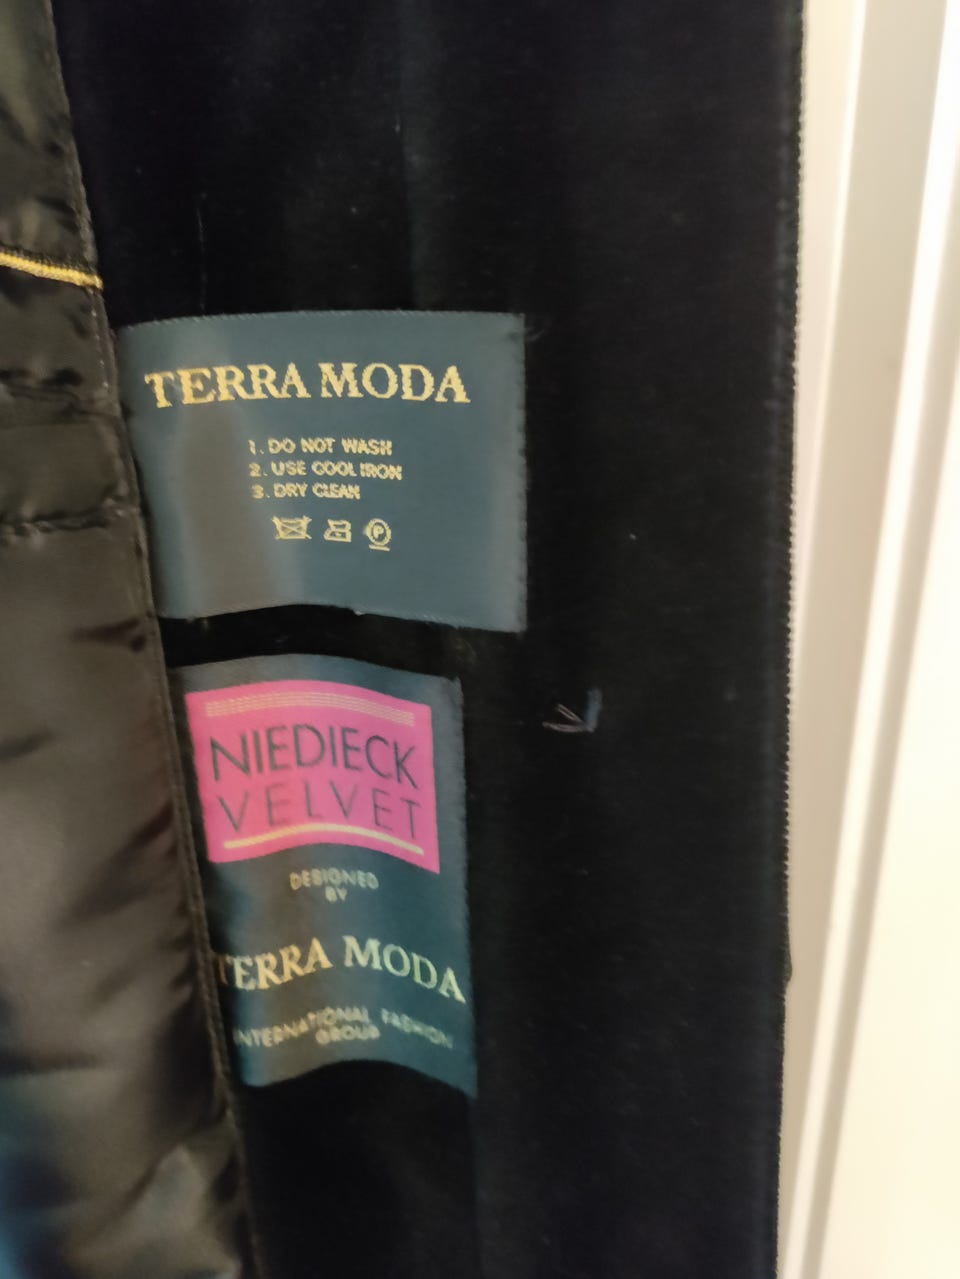 TERRA MODA
1. DO NOT WASH
2. USE COOL IRON
3. DRY CLEAN
P
NIEDIECK
VELVET
DESIGNED
BY
TERRA MODA
INTERNATIONAL FASHION
GROUP